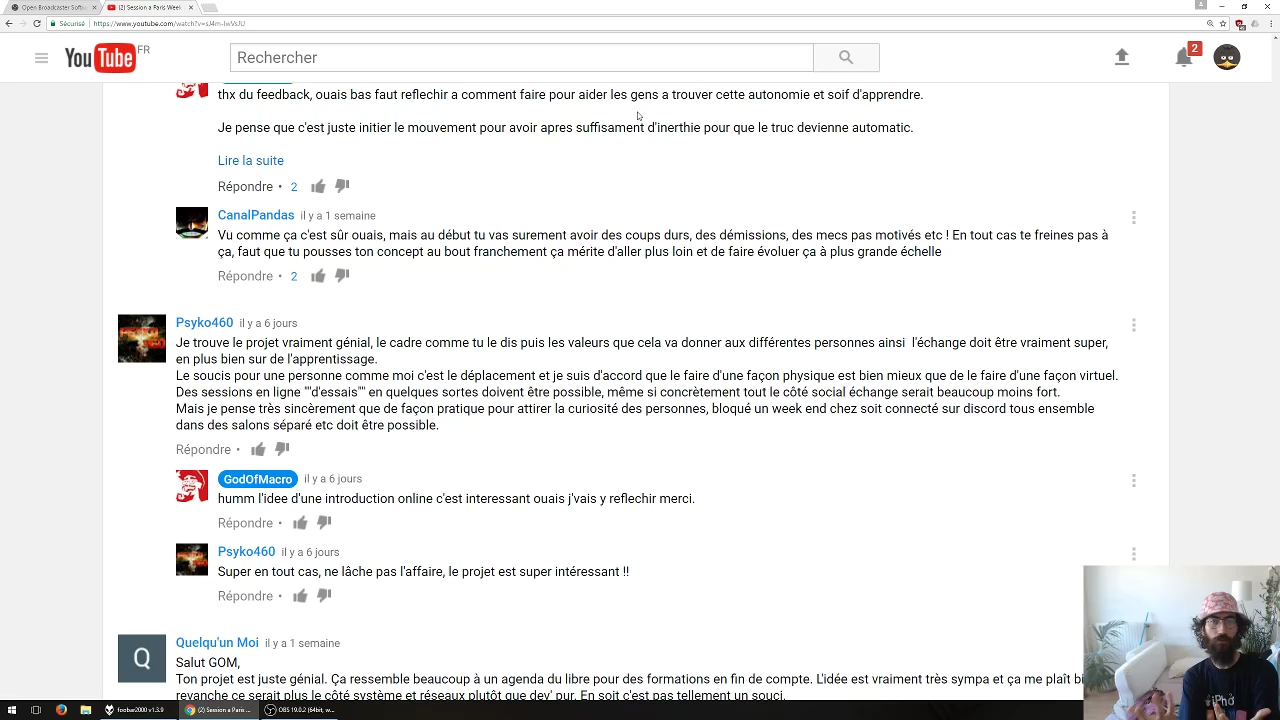 Open Broadcaster Softw
(2) Session a Paris Week
Sécurisé
https://www.youtube.com/watch?v=sJ4m-IwVsJU
YouTube FR
Rechercher
2
thx du feedback, ouais bas faut reflechir a comment faire pour aider les gens a trouver cette autonomie et soif d'apprendre.
Je pense que c'est juste initier le mouvement pour avoir apres suffisament d'inerthie pour que le truc devienne automatic.
Lire la suite
Répondre • 2
CanalPandas il y a 1 semaine
Vu comme ça c'est sûr ouais, mais au début tu vas surement avoir des coups durs, des démissions, des mecs pas motivés etc ! En tout cas te freines pas à
ça, faut que tu pousses ton concept au bout franchement ça mérite d'aller plus loin et de faire évoluer ça à plus grande échelle
Répondre • 2
Psyko460 il y a 6 jours
Je trouve le projet vraiment génial, le cadre comme tu le dis puis les valeurs que cela va donner aux différentes personnes ainsi l'échange doit être vraiment super,
en plus bien sur de l'apprentissage.
Le soucis pour une personne comme moi c'est le déplacement et je suis d'accord que le faire d'une façon physique est bien mieux que de le faire d'une façon virtuel.
Des sessions en ligne ""d'essais"" en quelques sortes doivent être possible, même si concrètement tout le côté social échange serait beaucoup moins fort.
Mais je pense très sincèrement que de façon pratique pour attirer la curiosité des personnes, bloqué un week end chez soit connecté sur discord tous ensemble
dans des salons séparé etc doit être possible.
Répondre •
GodOfMacro il y a 6 jours
humm l'idee d'une introduction online c'est interessant ouais j'vais y reflechir merci.
Répondre •
Psyko460 il y a 6 jours
Super en tout cas, ne lâche pas l'affaire, le projet est super intéressant !!
Répondre •
Q
Quelqu'un Moi il y a 1 semaine
Salut GOM,
Ton projet est juste génial. Ça ressemble beaucoup à un agenda du libre pour des formations en fin de compte. L'idée est vraiment très sympa et ça me plaît bi
revanche ce serait plus le côté système et réseaux plutôt que dev' pur. En soit c'est pas tellement un souci.
foobar2000 v1.3.9
(2) Session a Paris ...
OBS 19.0.2 (64bit, w...